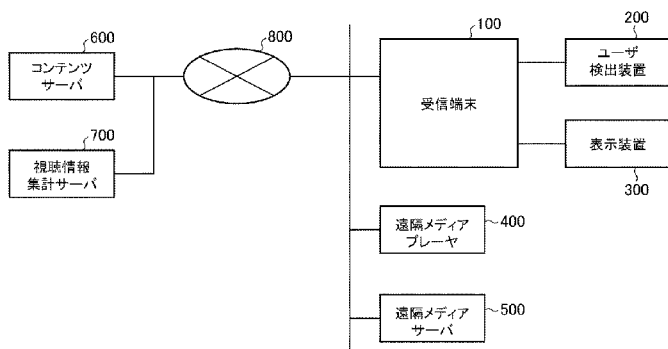 600
コンテンツ
サーバ
700
視聴情報
集計サーバ
800
100
受信端末
200
ユーザ
検出装置
表示装置
300
遠隔メディア
プレーヤ
400
遠隔メディア
サーバ
500